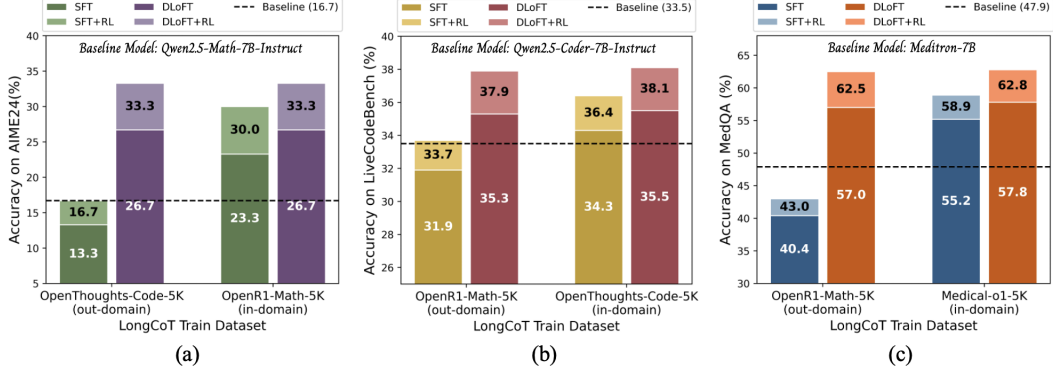 SFT
SFT+RL
DLoFT
DLoFT+RL
Baseline (16.7)
Baseline Model: Qwen2.5-Math-7B-Instruct
Accuracy on AIME24(%)
40
35
30
25
20
15
10
5
16.7
13.3
33.3
26.7
30.0
23.3
33.3
26.7
OpenThoughts-Code-5K
(out-domain)
OpenR1-Math-5K
(in-domain)
LongCoT Train Dataset
(a)
SFT
SFT+RL
DLoFT
DLoFT+RL
Baseline (33.5)
Baseline Model: Qwen2.5-Coder-7B-Instruct
Accuracy on LiveCodeBench (%)
40
38
36
34
32
30
28
26
33.7
31.9
37.9
35.3
36.4
34.3
38.1
35.5
OpenR1-Math-5K
(out-domain)
OpenThoughts-Code-5K
(in-domain)
LongCoT Train Dataset
(b)
SFT
SFT+RL
DLoFT
DLoFT+RL
Baseline (47.9)
Baseline Model: Meditron-7B
Accuracy on MedQA (%)
65
60
55
50
45
40
35
30
43.0
40.4
62.5
57.0
58.9
55.2
62.8
57.8
OpenR1-Math-5K
(out-domain)
Medical-o1-5K
(in-domain)
LongCoT Train Dataset
(c)